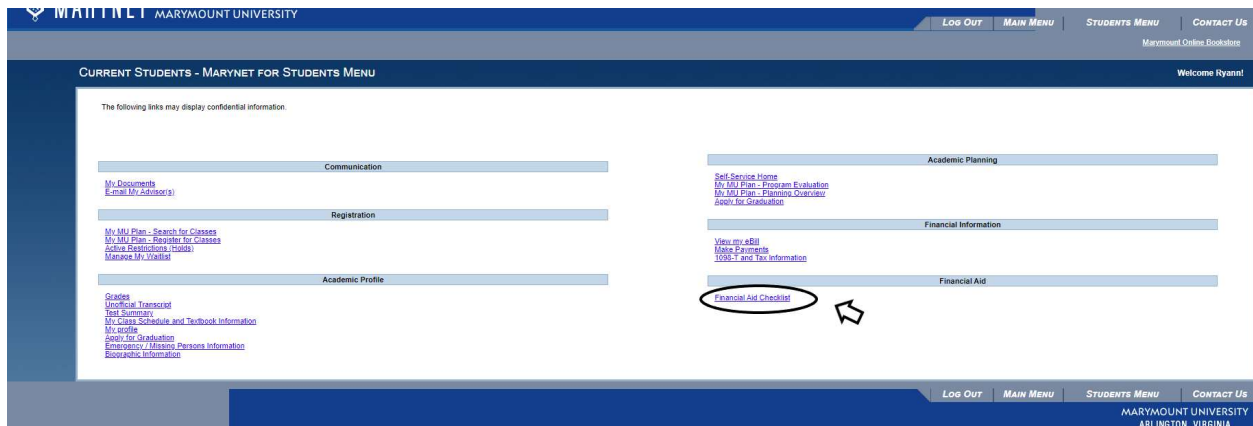 MARYNET MARYMOUNT UNIVERSITY
LOG OUT MAIN MENU STUDENTS MENU CONTACT US
Marymount Online Bookstore
CURRENT STUDENTS - MARYNET FOR STUDENTS MENU
Welcome Ryann!
The following links may display confidential information.
Communication
My Documents
E-mail My Advisor(s)
Registration
My MU Plan - Search for Classes
My MU Plan - Register for Classes
Active Restrictions (Holds)
Manage My Waitlist
Academic Profile
Grades
Unofficial Transcript
Test Summary
My Class Schedule and Textbook Information
My profile
Apply for Graduation
Emergency / Missing Persons Information
Biographic Information
Academic Planning
Self-Service Home
My MU Plan - Program Evaluation
My MU Plan - Planning Overview
Apply for Graduation
Financial Information
View my eBill
Make Payments
1098-T and Tax Information
Financial Aid
Financial Aid Checklist
LOG OUT MAIN MENU STUDENTS MENU CONTACT US
MARYMOUNT UNIVERSITY
ARLINGTON, VIRGINIA